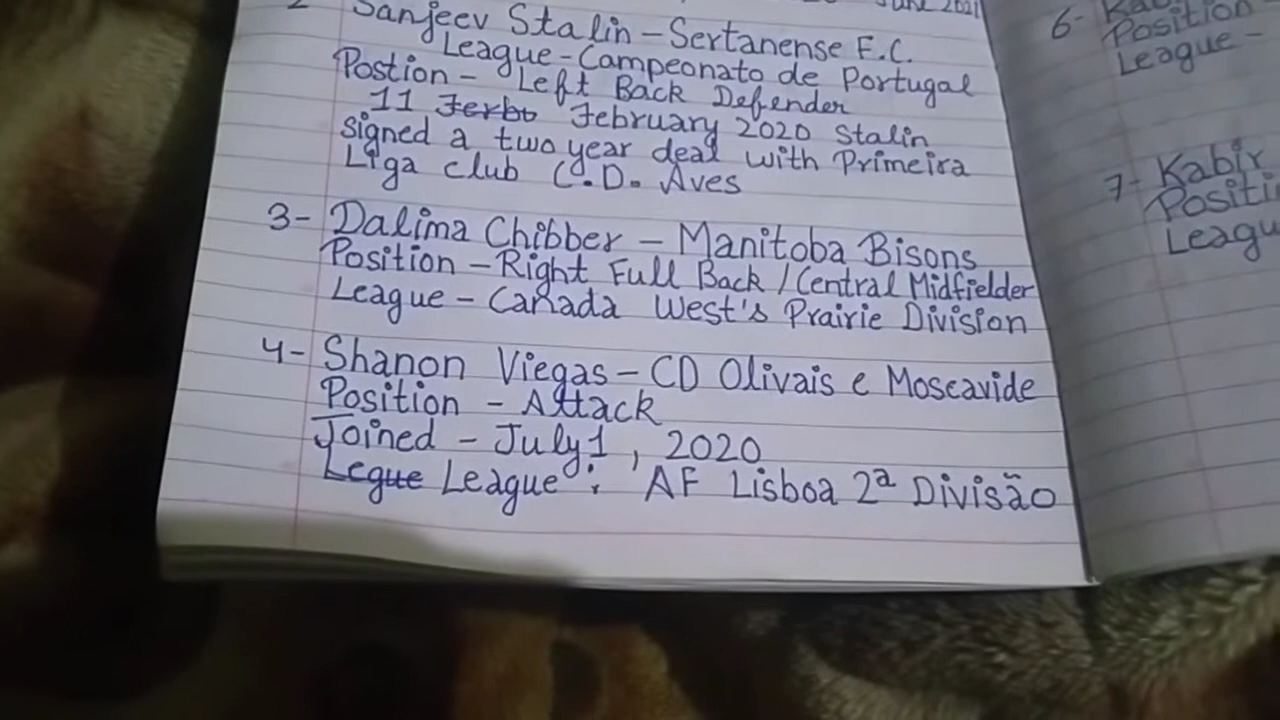 June 2021
2 Sanjeev Stalin - Sertanense F.C.
League - Campeonato de Portugal
Postion - Left Back Defender
11 Ferbo February 2020 Stalin
signed a two year deal with Primeira
Liga club C.D. Aves
3- Dalima Chibber - Manitoba Bisons
Position - Right Full Back / Central Midfielder
League - Canada West's Prairie Division
4- Shanon Viegas - CD Olivais e Moscavide
Position - Attack
Joined - July 1, 2020
Legue League : AF Lisboa 2ª Divisão
6-
Position -
League -
7- Kabir